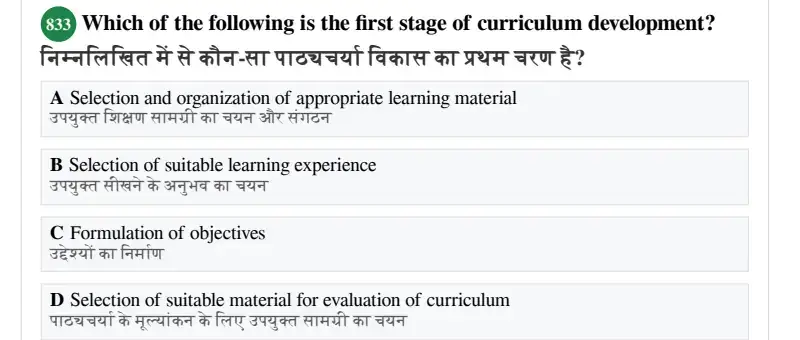 833 Which of the following is the first stage of curriculum development?
निम्नलिखित में से कौन-सा पाठ्यचर्या विकास का प्रथम चरण है?
A Selection and organization of appropriate learning material
उपयुक्त शिक्षण सामग्री का चयन और संगठन
B Selection of suitable learning experience
उपयुक्त सीखने के अनुभव का चयन
C Formulation of objectives
उद्देश्यों का निर्माण
D Selection of suitable material for evaluation of curriculum
पाठ्यचर्या के मूल्यांकन के लिए उपयुक्त सामग्री का चयन